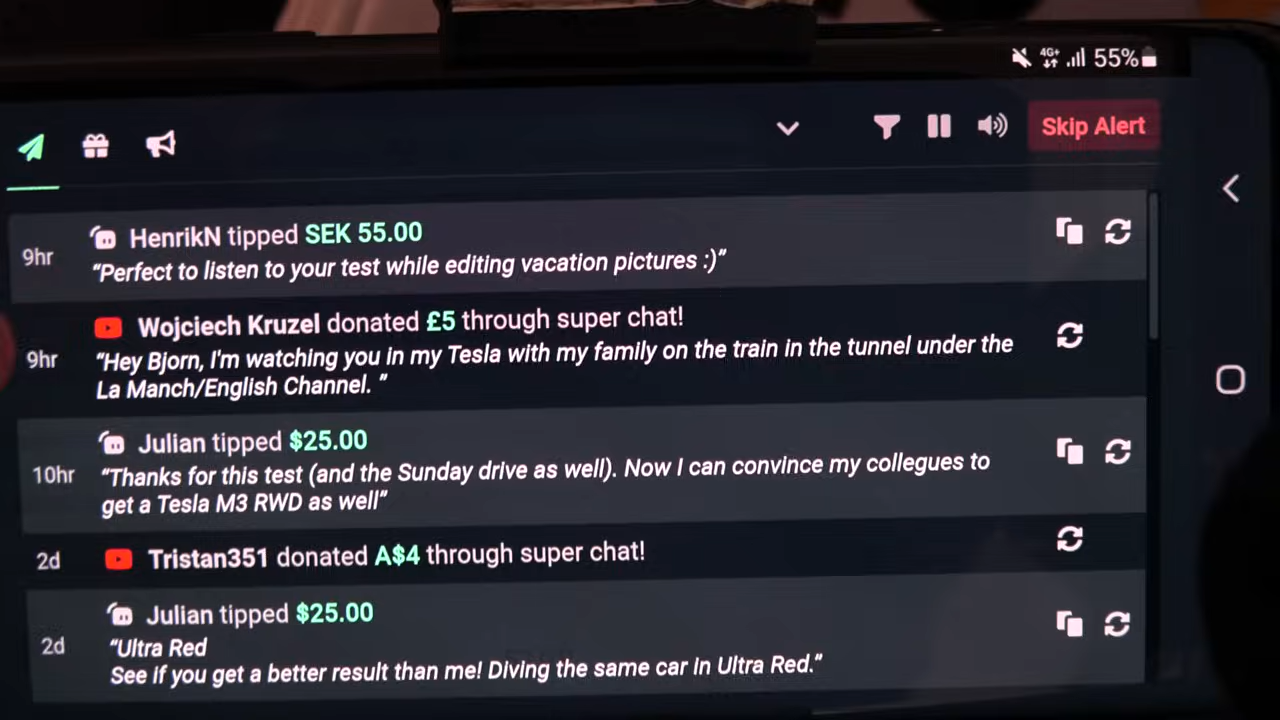 4G+ 55%
Skip Alert
9hr HenrikN tipped SEK 55.00
“Perfect to listen to your test while editing vacation pictures :)”
9hr Wojciech Kruzel donated £5 through super chat!
“Hey Bjorn, I'm watching you in my Tesla with my family on the train in the tunnel under the
La Manch/English Channel. ”
10hr Julian tipped $25.00
“Thanks for this test (and the Sunday drive as well). Now I can convince my collegues to
get a Tesla M3 RWD as well”
2d Tristan351 donated A$4 through super chat!
2d Julian tipped $25.00
“Ultra Red
See if you get a better result than me! Diving the same car in Ultra Red.”